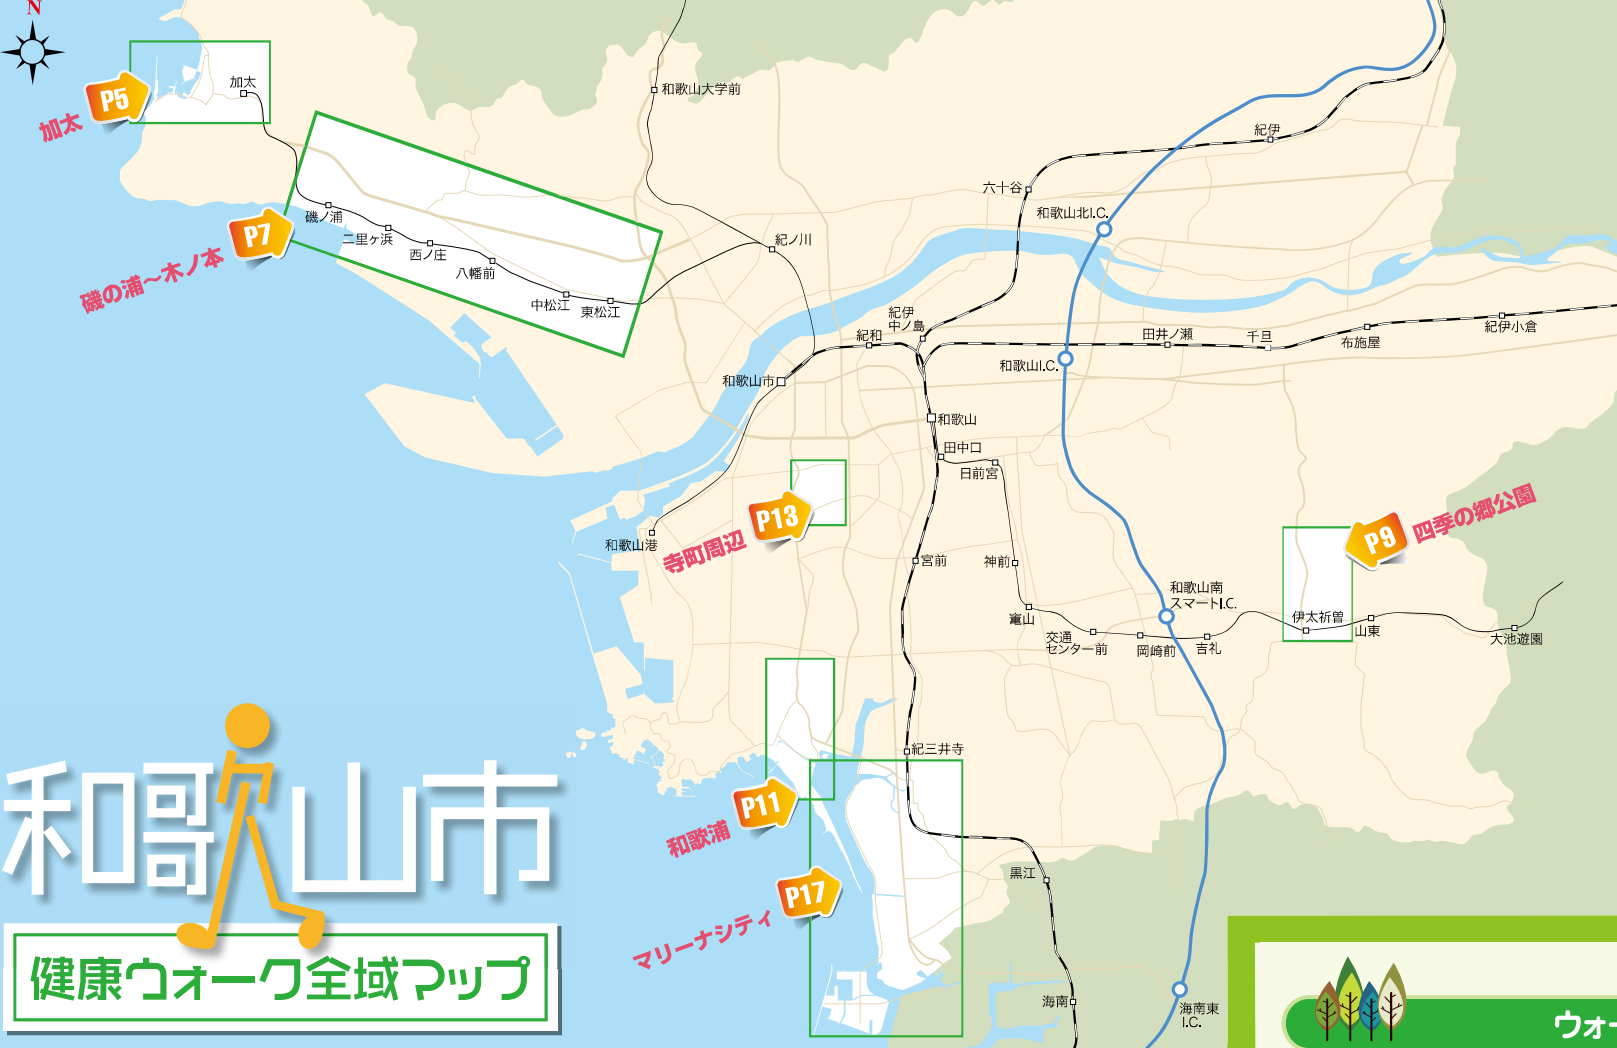 N
加太
P5
加太
和歌山大学前
紀伊
六十谷
和歌山北I.C.
磯ノ浦
二里ヶ浜
西ノ庄
八幡前
中松江
東松江
紀ノ川
P7
磯の浦～木ノ本
紀和
紀伊
中ノ島
田井ノ瀬
千旦
布施屋
紀伊小倉
和歌山I.C.
和歌山市
和歌山
田中口
日前宮
P13
寺町周辺
和歌山港
宮前
神前
竈山
交通
センター前
岡崎前
吉礼
和歌山南
スマートI.C.
伊太祈曽
山東
大池遊園
P9
四季の郷公園
紀三井寺
P11
和歌浦
P17
マリーナシティ
黒江
海南
海南東
I.C.
和歌山市
健康ウォーク全域マップ
ウォー